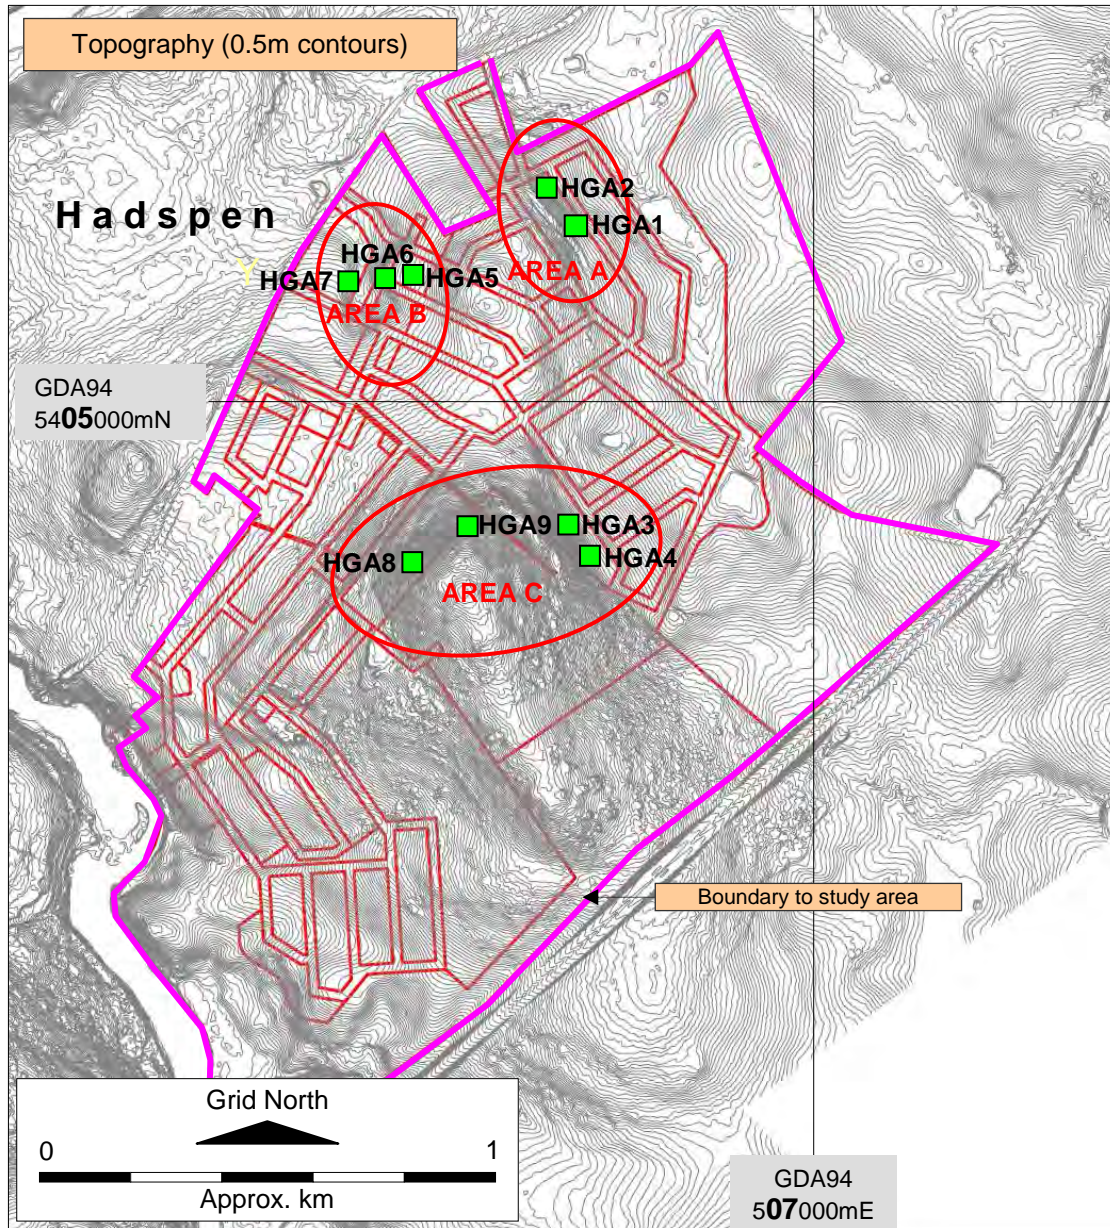 Topography (0.5m contours)
Hadspen
HGA2
HGA1
AREA A
HGA6
HGA5
Y
HGA7
AREA B
GDA94
5405000mN
HGA9
HGA3
HGA4
HGA8
AREA C
Boundary to study area
Grid North
0
1
Approx. km
GDA94
507000mE